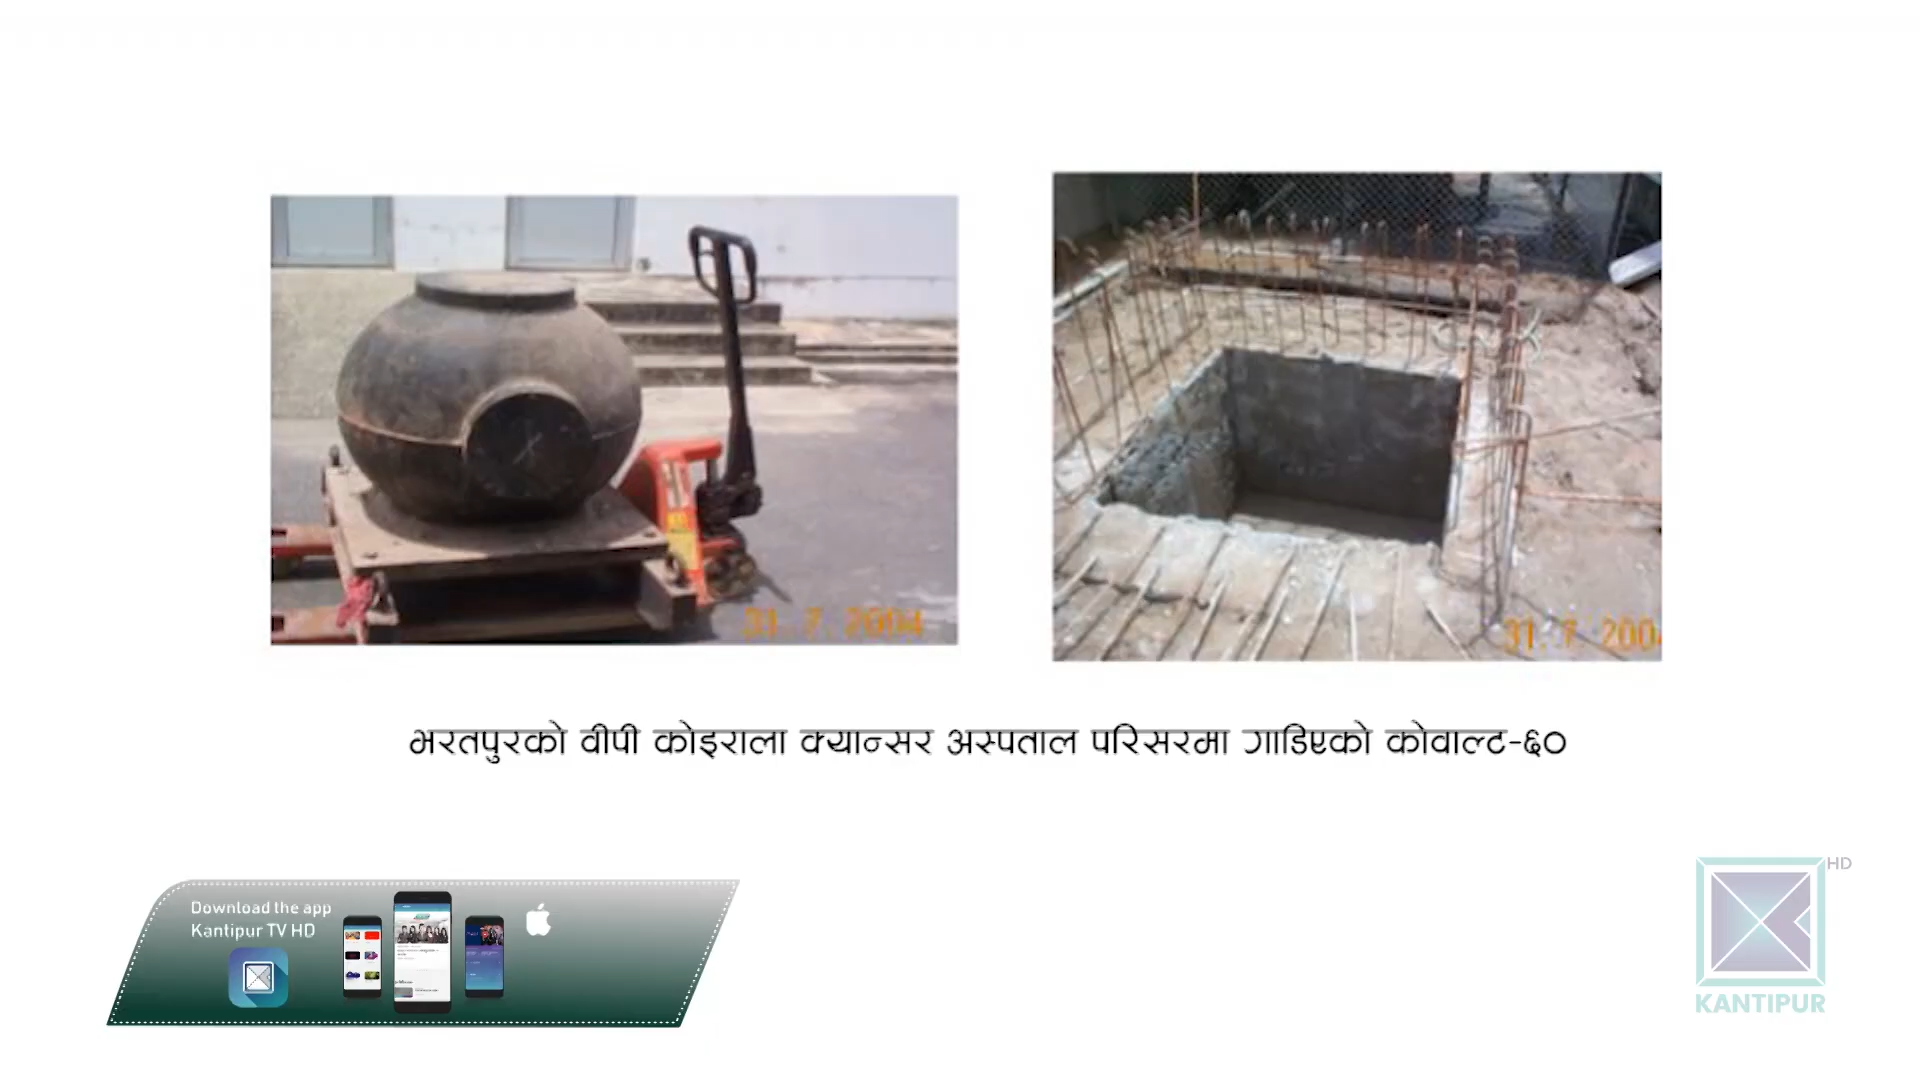 31. 7. 2004
31. 7. 200
भरतपुरको वीपी कोइराला क्यान्सर अस्पताल परिसरमा गाडिएको कोवाल्ट-६०
Download the app
Kantipur TV HD
HD
KANTIPUR